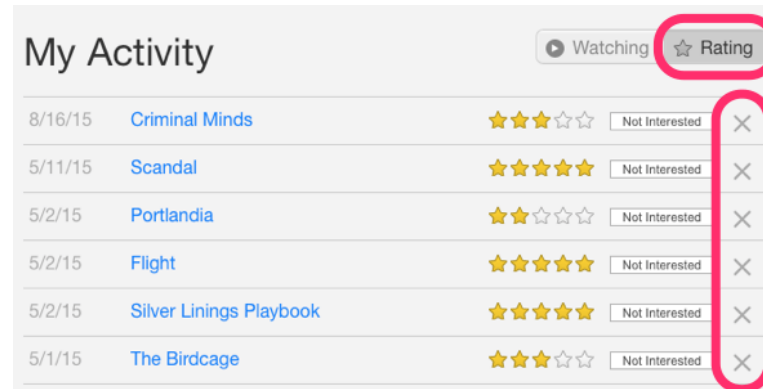 My Activity Watching Rating
8/16/15 Criminal Minds Not Interested
5/11/15 Scandal Not Interested
5/2/15 Portlandia Not Interested
5/2/15 Flight Not Interested
5/2/15 Silver Linings Playbook Not Interested
5/1/15 The Birdcage Not Interested